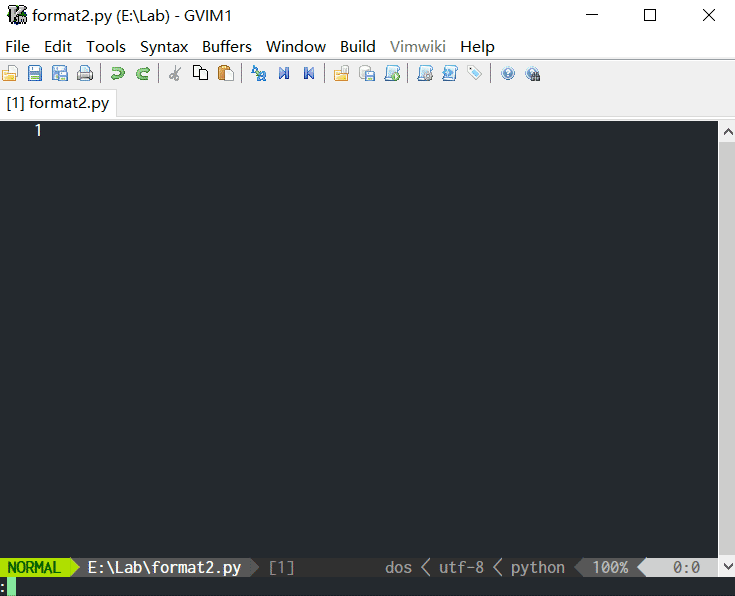 format2.py (E:\Lab) - GVIM1
File Edit Tools Syntax Buffers Window Build Vimwiki Help
[1] format2.py
1
NORMAL E:\Lab\format2.py [1] dos < utf-8 < python 100% 0:0
: